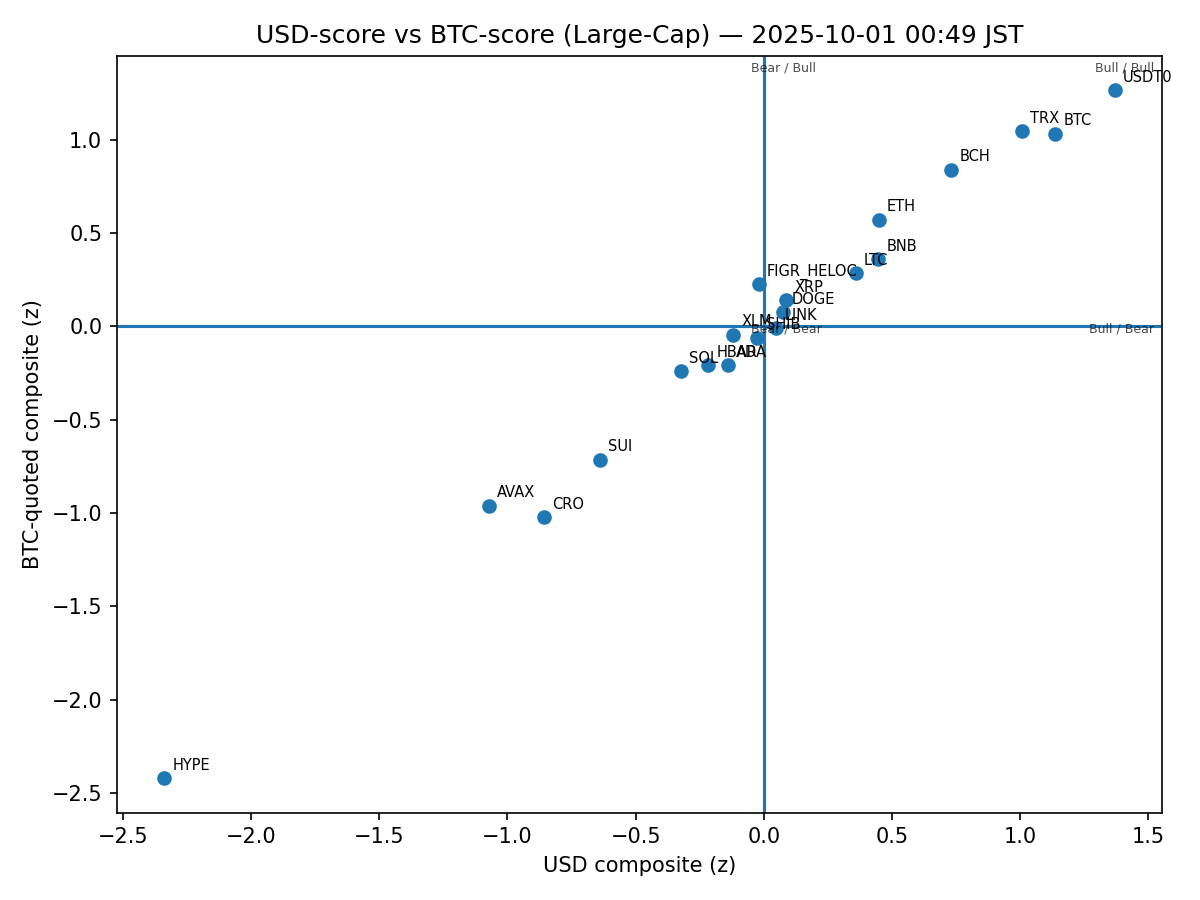 USD-score vs BTC-score (Large-Cap) — 2025-10-01 00:49 JST
Bear / Bull
Bull / Bull
USDT0
TRX
BTC
BCH
ETH
BNB
LTC
FIGR_HELOC
XRP
DOGE
LINK
XLM
SHIB
Bear / Bear
Bull / Bear
HBAR
ADA
SOL
SUI
AVAX
CRO
HYPE
1.0
0.5
0.0
−0.5
−1.0
−1.5
−2.0
−2.5
BTC-quoted composite (z)
−2.5
−2.0
−1.5
−1.0
−0.5
0.0
0.5
1.0
1.5
USD composite (z)